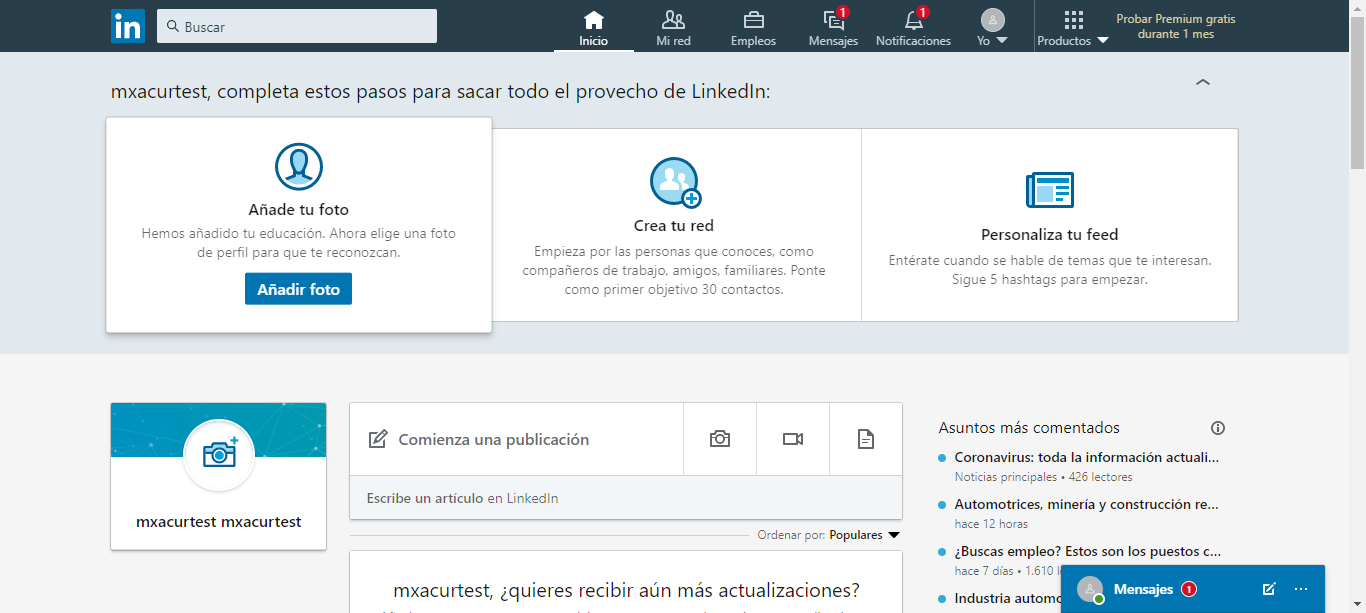 in
Buscar
Inicio
Mi red
Empleos
1
Mensajes
1
Notificaciones
Yo
Productos
Probar Premium gratis
durante 1 mes
mxacurtest, completa estos pasos para sacar todo el provecho de LinkedIn:
Añade tu foto
Hemos añadido tu educación. Ahora elige una foto
de perfil para que te reconozcan.
Añadir foto
Crea tu red
Empieza por las personas que conoces, como
compañeros de trabajo, amigos, familiares. Ponte
como primer objetivo 30 contactos.
Personaliza tu feed
Entérate cuando se hable de temas que te interesan.
Sigue 5 hashtags para empezar.
mxacurtest mxacurtest
Comienza una publicación
Escribe un artículo en LinkedIn
Ordenar por: Populares
mxacurtest, ¿quieres recibir aún más actualizaciones?
Asuntos más comentados
Coronavirus: toda la información actuali...
Noticias principales • 426 lectores
Automotrices, minería y construcción re...
hace 12 horas
¿Buscas empleo? Estos son los puestos c...
hace 7 días • 1.610
Industria automo
Mensajes 1